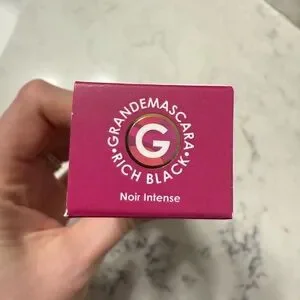 GRANDEMASCARA
G
• RICH BLACK •
Noir Intense